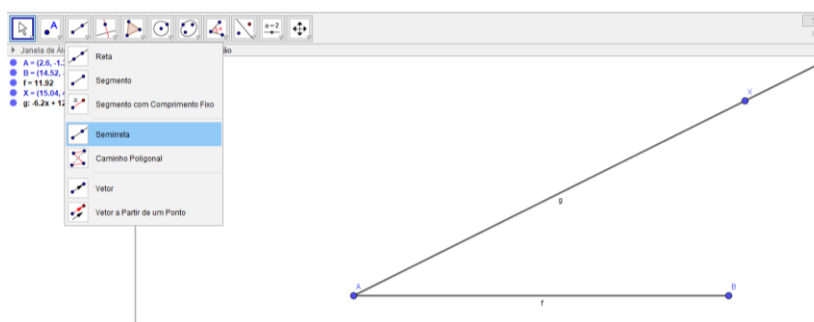 A
a=2
Janela de Ál
ão
A = (2.6, -1.
B = (14.52,
f = 11.92
X = (15.04,
g: -6.2x + 12
Reta
Segmento
a
Segmento com Comprimento Fixo
Semirreta
Caminho Poligonal
Vetor
Vetor a Partir de um Ponto
X
g
A
B
f